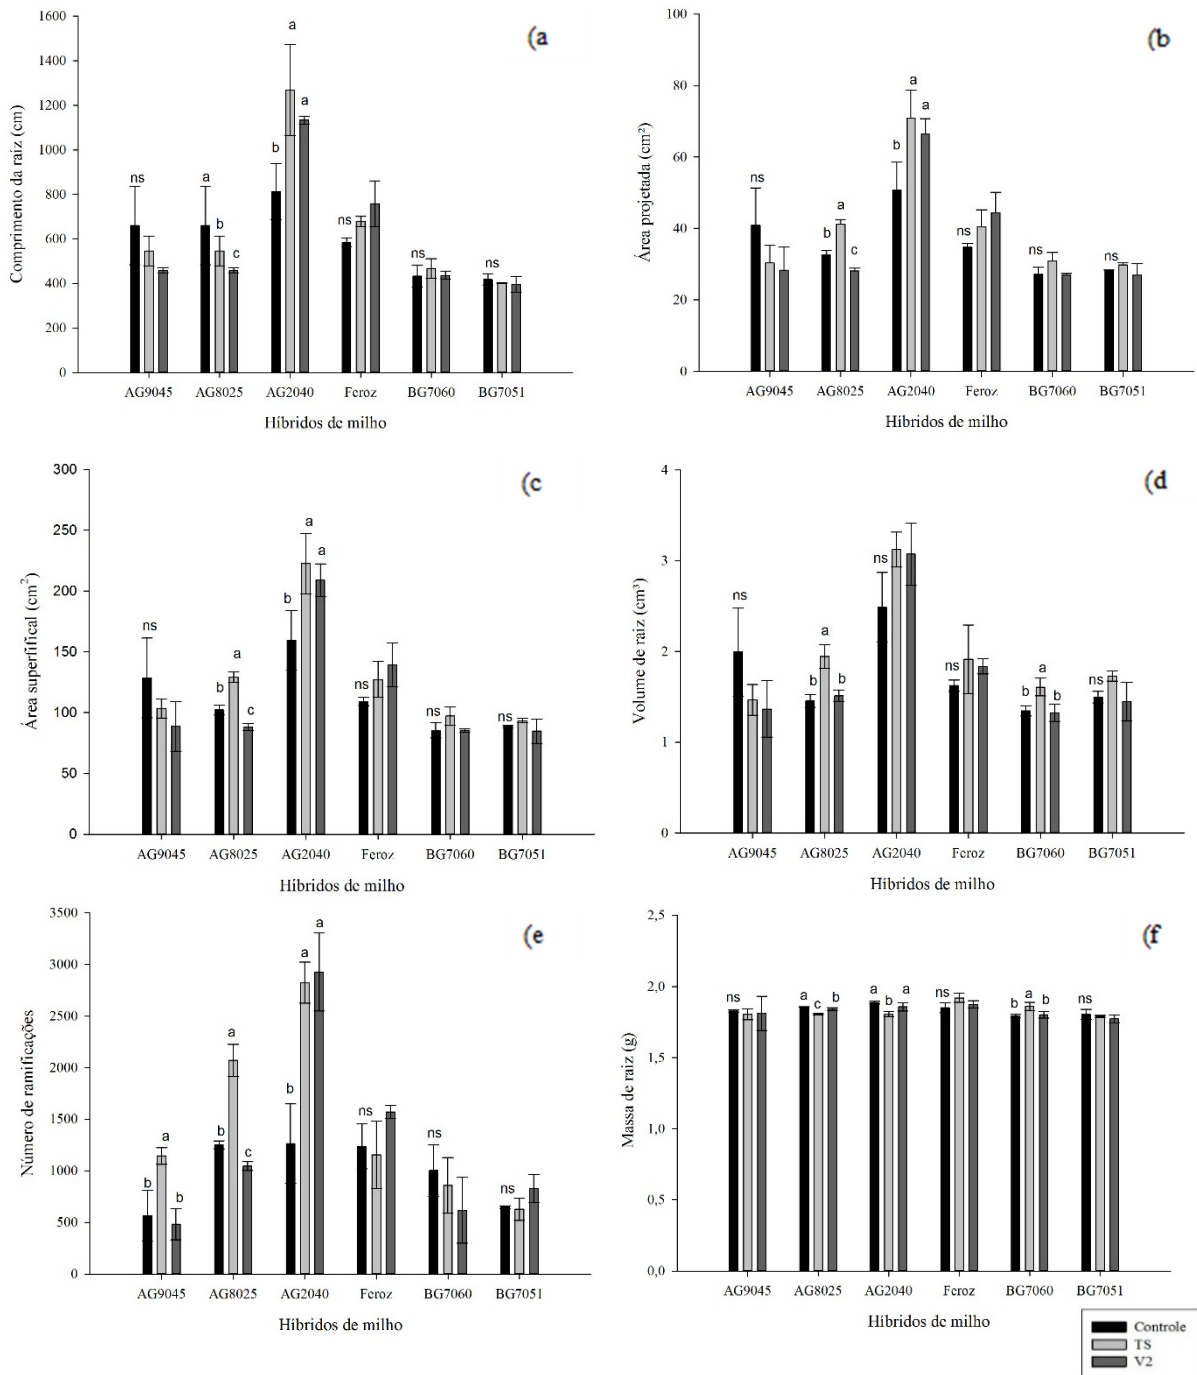 (a
Comprimento da raiz (cm)
1600
1400
1200
1000
800
600
400
200
0
ns
a
b
c
b
a
a
ns
ns
ns
AG9045 AG8025 AG2040 Feroz BG7060 BG7051
Híbridos de milho
(b
Área projetada (cm²)
100
80
60
40
20
0
ns
b
a
c
b
a
a
ns
ns
ns
AG9045 AG8025 AG2040 Feroz BG7060 BG7051
Híbridos de milho
(c
Área superfifical (cm²)
300
250
200
150
100
50
0
ns
b
a
c
b
a
a
ns
ns
ns
AG9045 AG8025 AG2040 Feroz BG7060 BG7051
Híbridos de milho
(d
Volume de raiz (cm³)
4
3
2
1
0
ns
b
a
b
ns
ns
b
a
b
ns
AG9045 AG8025 AG2040 Feroz BG7060 BG7051
Híbridos de milho
(e
Número de ramificações
3500
3000
2500
2000
1500
1000
500
0
b
a
b
b
a
c
b
a
a
ns
ns
ns
AG9045 AG8025 AG2040 Feroz BG7060 BG7051
Híbridos de milho
(f
Massa de raiz (g)
2,5
2,0
1,5
1,0
0,5
0,0
ns
a
c
b
a
b
a
ns
b
a
b
ns
AG9045 AG8025 AG2040 Feroz BG7060 BG7051
Híbridos de milho
Controle
TS
V2